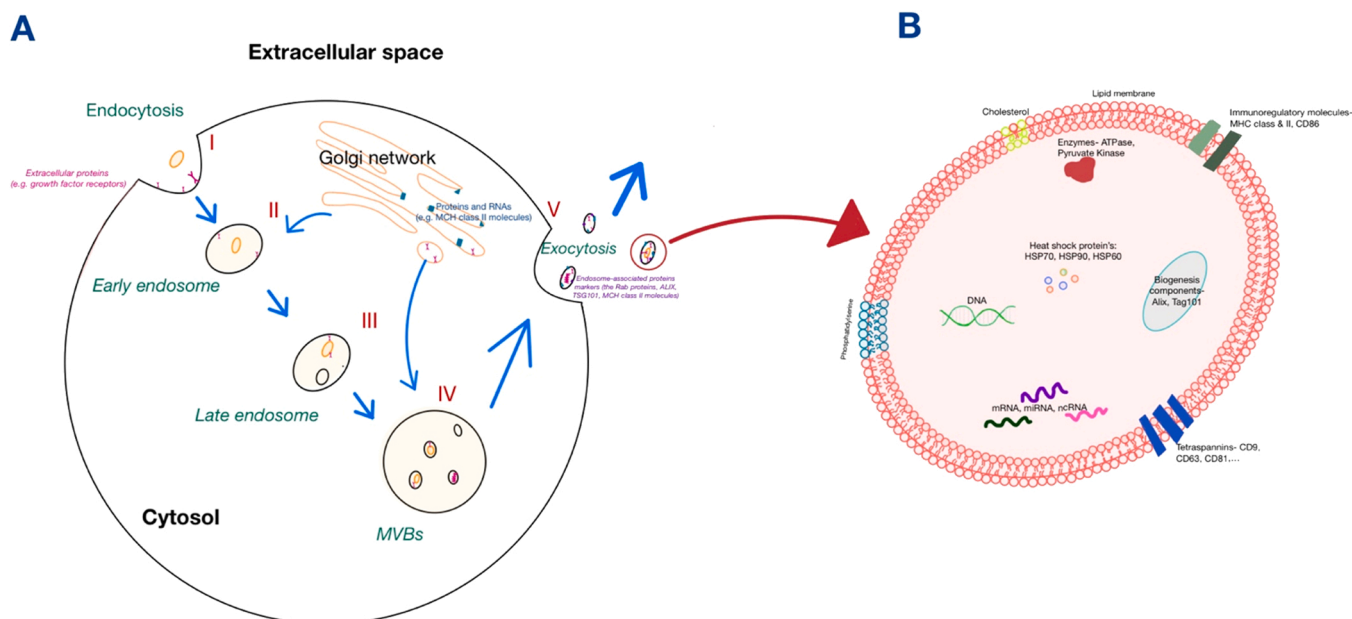 A
Extracellular space
Endocytosis
I
Extracellular proteins
(e.g. growth factor receptors)
Golgi network
II
Proteins and RNAs
(e.g. MCH class II molecules)
V
Exocytosis
Endosome-associated proteins
markers (the Rab proteins, ALIX,
TSG101, MCH class II molecules)
Early endosome
III
Late endosome
IV
Cytosol
MVBs
B
Lipid membrane
Cholesterol
Immunoregulatory molecules-
MHC class & II, CD86
Enzymes- ATPase,
Pyruvate Kinase
Heat shock protein's:
HSP70, HSP90, HSP60
Biogenesis
components-
Alix, Tag101
DNA
Phosphabdylserine
mRNA, miRNA, ncRNA
Tetraspannins- CD9,
CD63, CD81,...